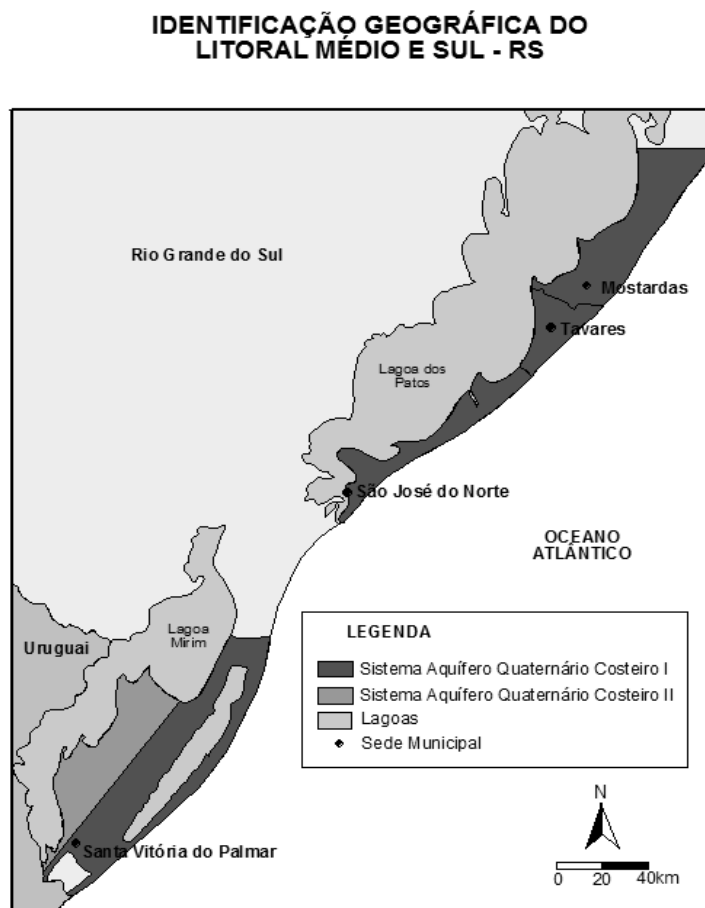 IDENTIFICAÇÃO GEOGRÁFICA DO
LITORAL MÉDIO E SUL - RS
Rio Grande do Sul
Mostardas
Tavares
Lagoa dos
Patos
São José do Norte
OCEANO
ATLÂNTICO
Lagoa
Mirim
Uruguai
LEGENDA
Sistema Aquífero Quaternário Costeiro I
Sistema Aquífero Quaternário Costeiro II
Lagoas
Sede Municipal
Santa Vitória do Palmar
N
0 20 40km